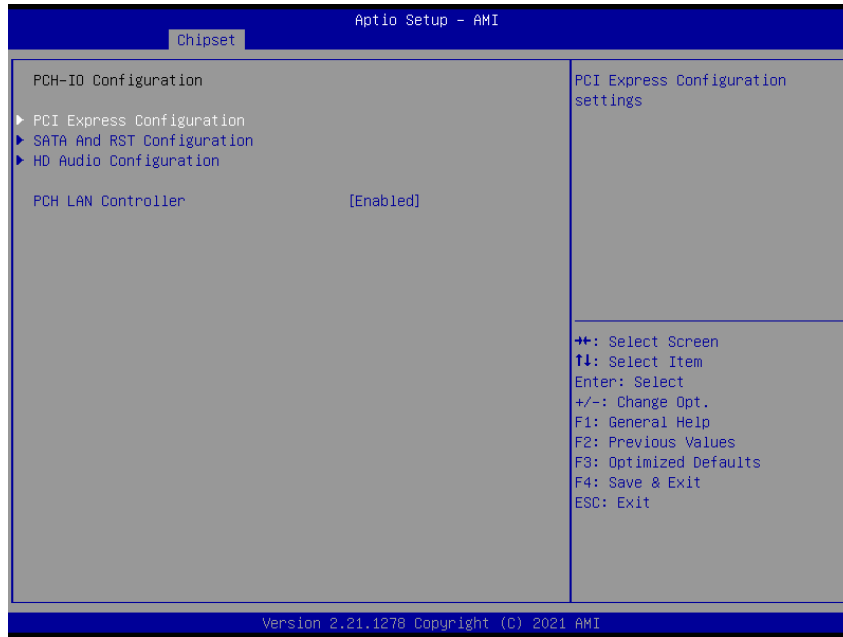 Aptio Setup – AMI
Chipset
PCH-IO Configuration
PCI Express Configuration
SATA And RST Configuration
HD Audio Configuration
PCH LAN Controller [Enabled]
PCI Express Configuration
settings
→←: Select Screen
↑↓: Select Item
Enter: Select
+/-: Change Opt.
F1: General Help
F2: Previous Values
F3: Optimized Defaults
F4: Save & Exit
ESC: Exit
Version 2.21.1278 Copyright (C) 2021 AMI